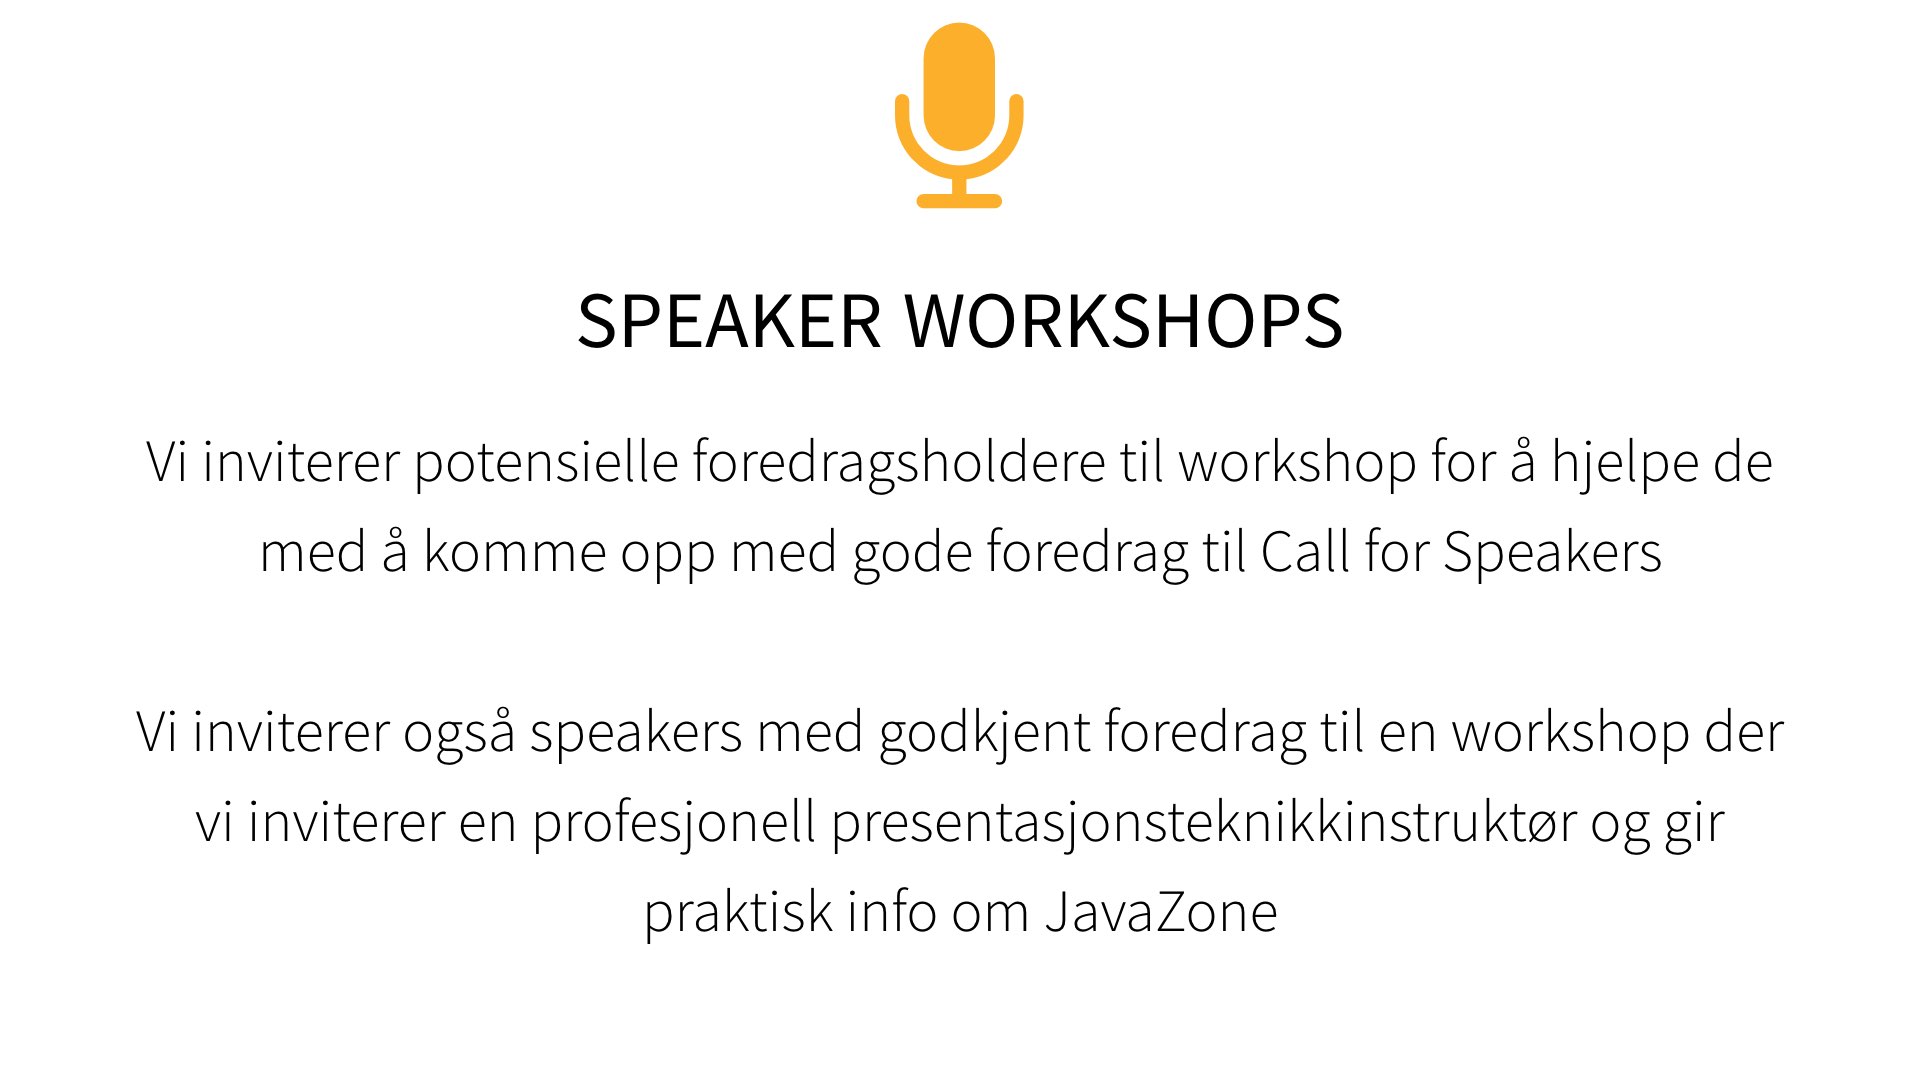 SPEAKER WORKSHOPS
Vi inviterer potensielle foredragsholdere til workshop for å hjelpe de
med å komme opp med gode foredrag til Call for Speakers
Vi inviterer også speakers med godkjent foredrag til en workshop der
vi inviterer en profesjonell presentasjonsteknikkinstruktør og gir
praktisk info om JavaZone